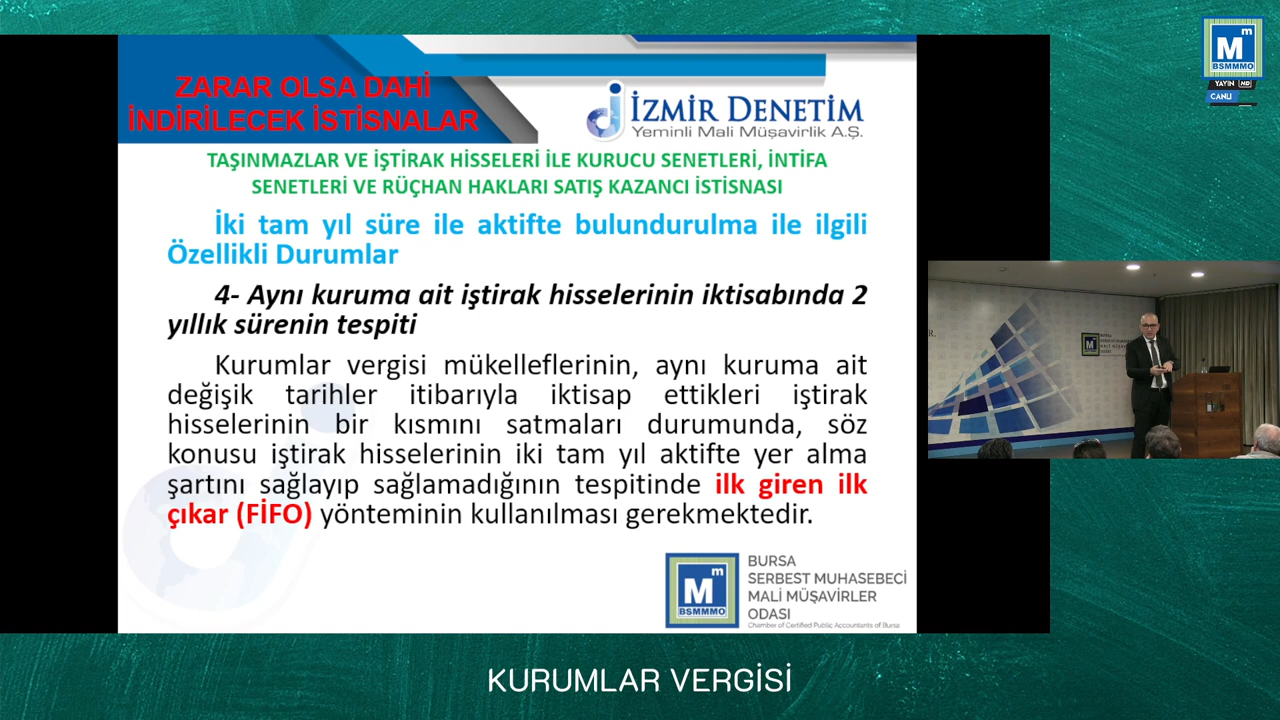 ZARAR OLSA DAHİ
İNDİRİLECEK İSTİSNALAR
İZMİR DENETİM
Yeminli Mali Müşavirlik A.Ş.
TAŞINMAZLAR VE İŞTİRAK HİSSELERİ İLE KURUCU SENETLERİ, İNTİFA
SENETLERİ VE RÜÇHAN HAKLARI SATIŞ KAZANCI İSTİSNASI
İki tam yıl süre ile aktifte bulundurulma ile ilgili
Özellikli Durumlar
4- Aynı kuruma ait iştirak hisselerinin iktisabında 2
yıllık sürenin tespiti
Kurumlar vergisi mükelleflerinin, aynı kuruma ait
değişik tarihler itibarıyla iktisap ettikleri iştirak
hisselerinin bir kısmını satmaları durumunda, söz
konusu iştirak hisselerinin iki tam yıl aktifte yer alma
şartını sağlayıp sağlamadığının tespitinde ilk giren ilk
çıkar (FİFO) yönteminin kullanılması gerekmektedir.
Mm
BSMMMO
BURSA
SERBEST MUHASEBECİ
MALİ MÜŞAVİRLER
ODASI
Chamber of Certified Public Accountants of Bursa
Mm
BSMMMO
YAYIN HD
CANLI
KURUMLAR VERGİSİ